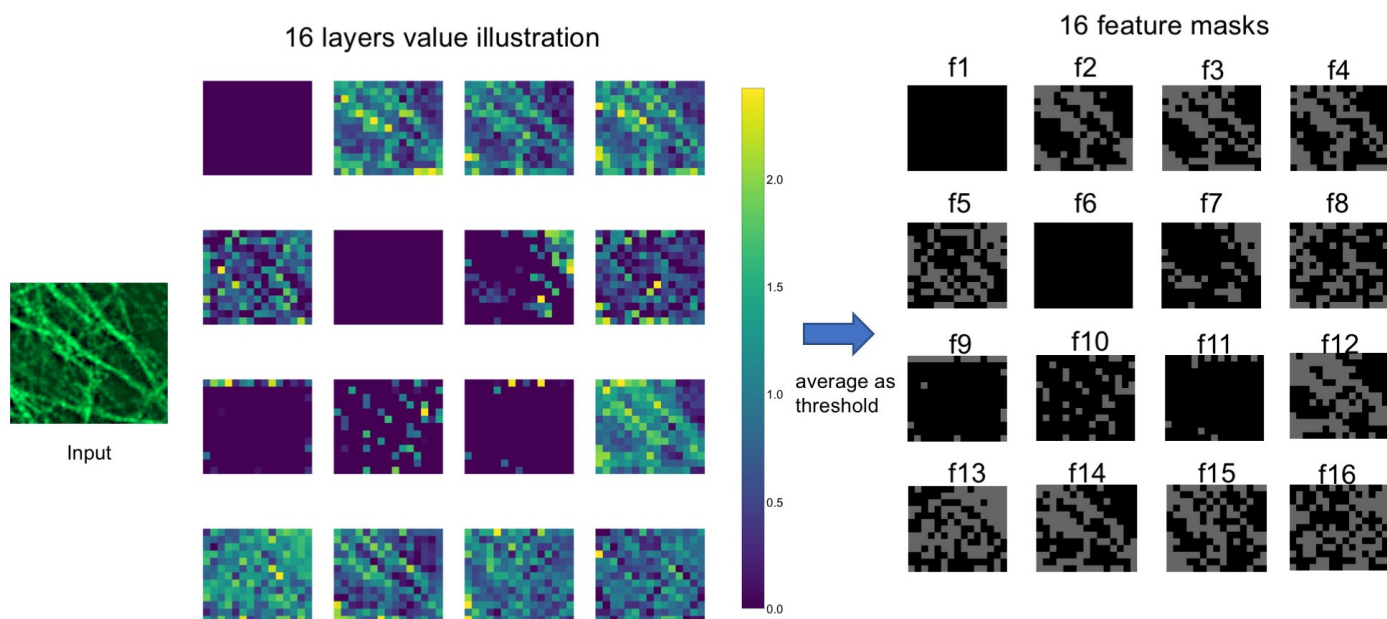 16 layers value illustration
16 feature masks
f1 f2 f3 f4
f5 f6 f7 f8
f9 f10 f11 f12
f13 f14 f15 f16
2.0
1.5
1.0
0.5
0.0
average as
threshold
Input